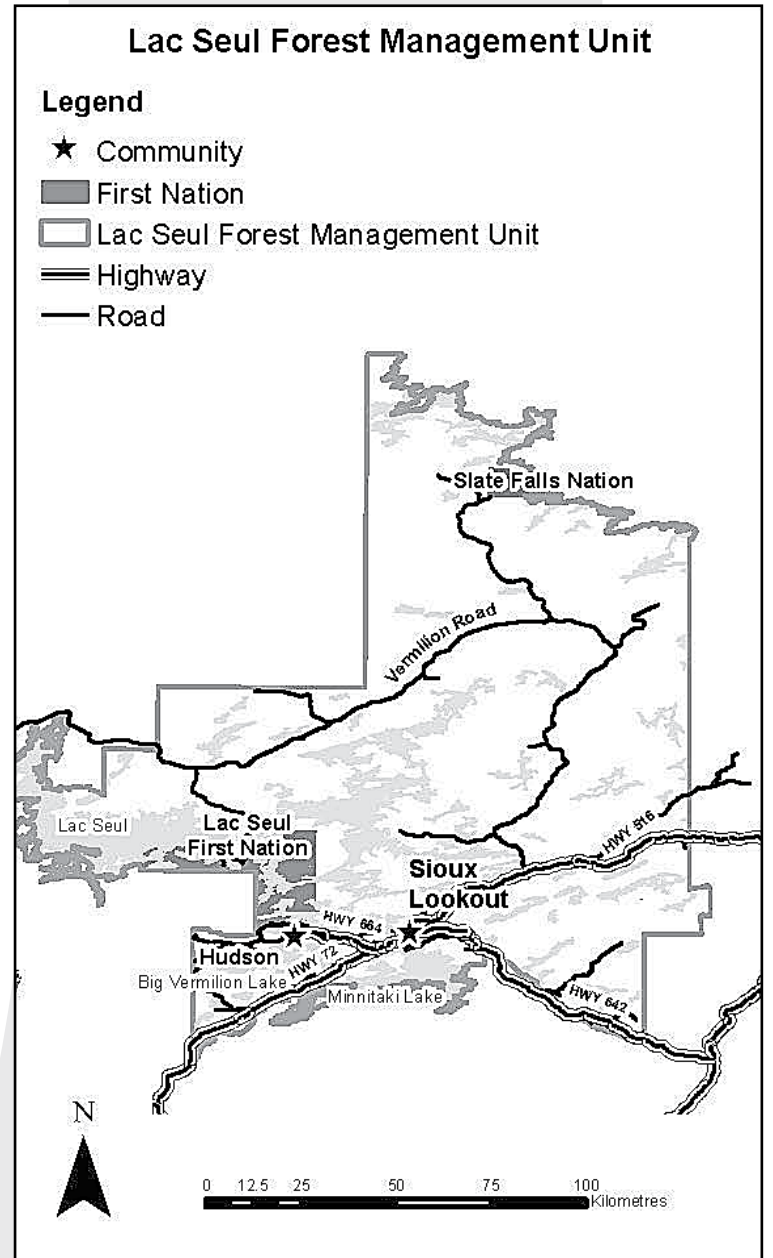 Lac Seul Forest Management Unit
Legend
Community
First Nation
Lac Seul Forest Management Unit
Highway
Road
Slate Falls Nation
Vermilion Road
Lac Seul
Lac Seul
First Nation
HWY 516
Sioux
Lookout
HWY 664
Hudson
HWY 72
Big Vermilion Lake
Minnitaki Lake
HWY 642
N
0 12.5 25 50 75 100
Kilometres